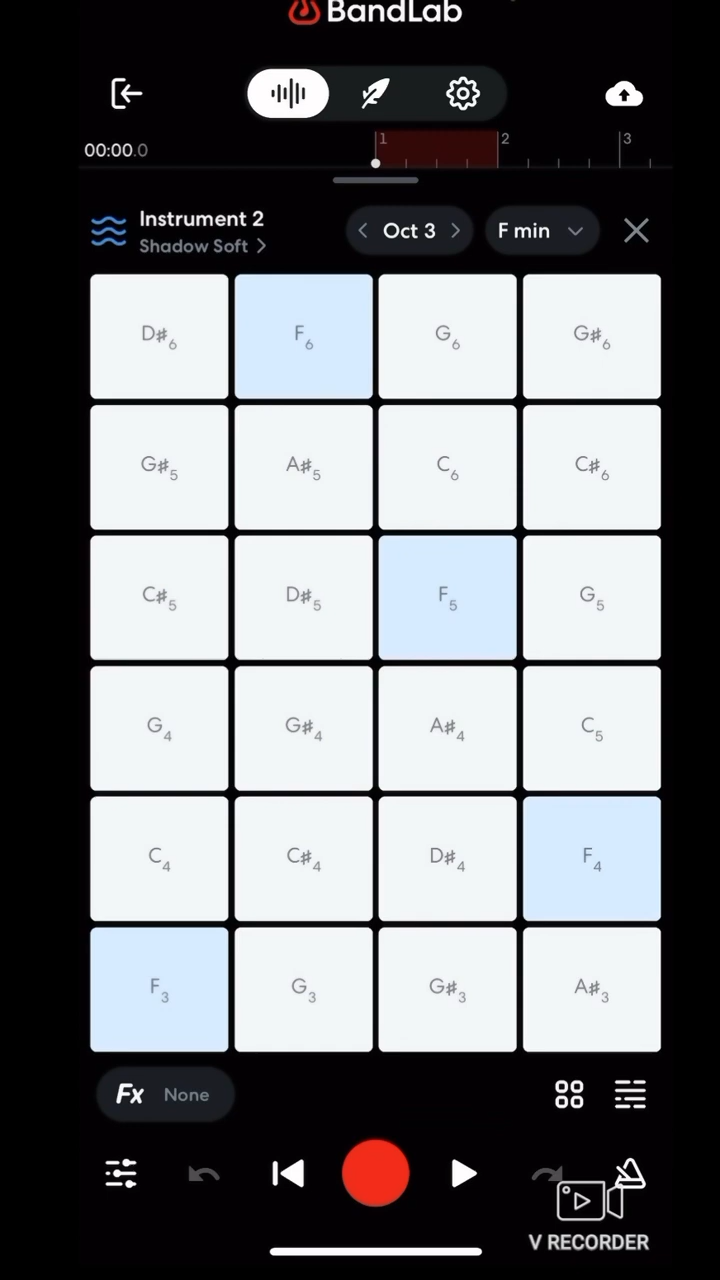 BandLab
00:00.0
1
2
3
Instrument 2
Shadow Soft
Oct 3
F min
D♯6 F6 G6 G♯6
G♯5 A♯5 C6 C♯6
C♯5 D♯5 F5 G5
G4 G♯4 A♯4 C5
C4 C♯4 D♯4 F4
F3 G3 G♯3 A♯3
Fx None
V RECORDER